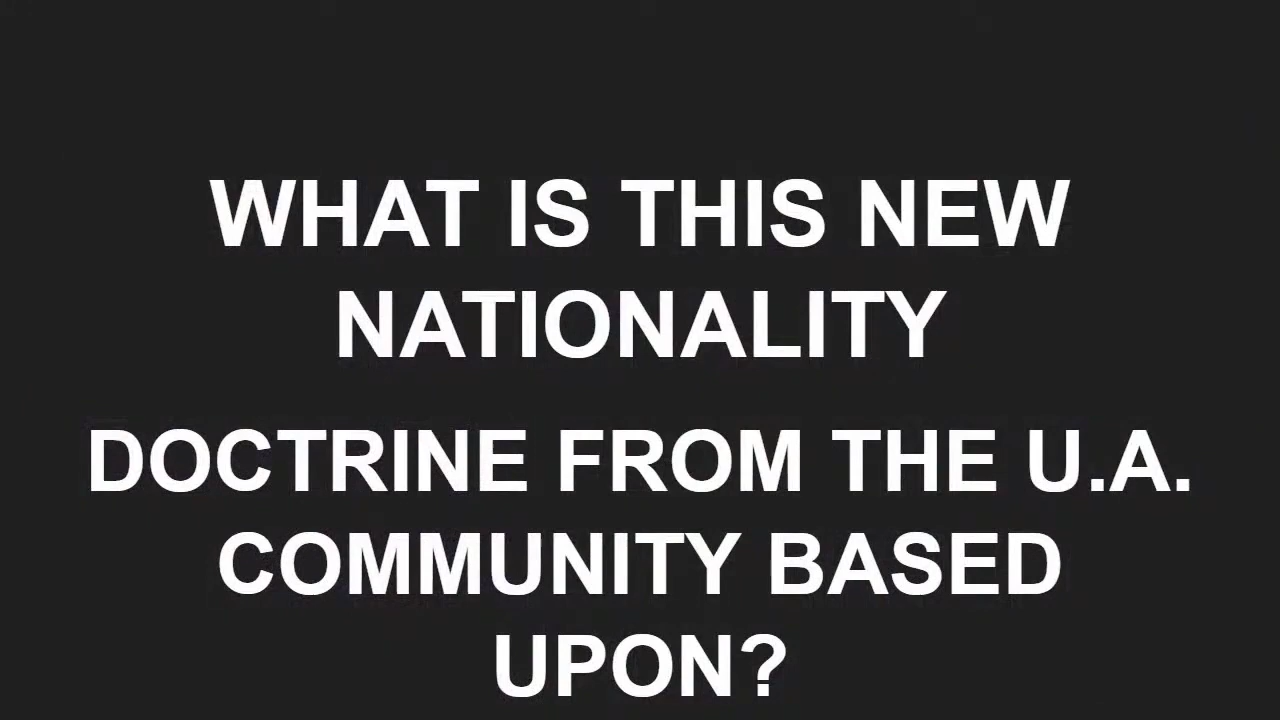 WHAT IS THIS NEW
NATIONALITY
DOCTRINE FROM THE U.A.
COMMUNITY BASED
UPON?